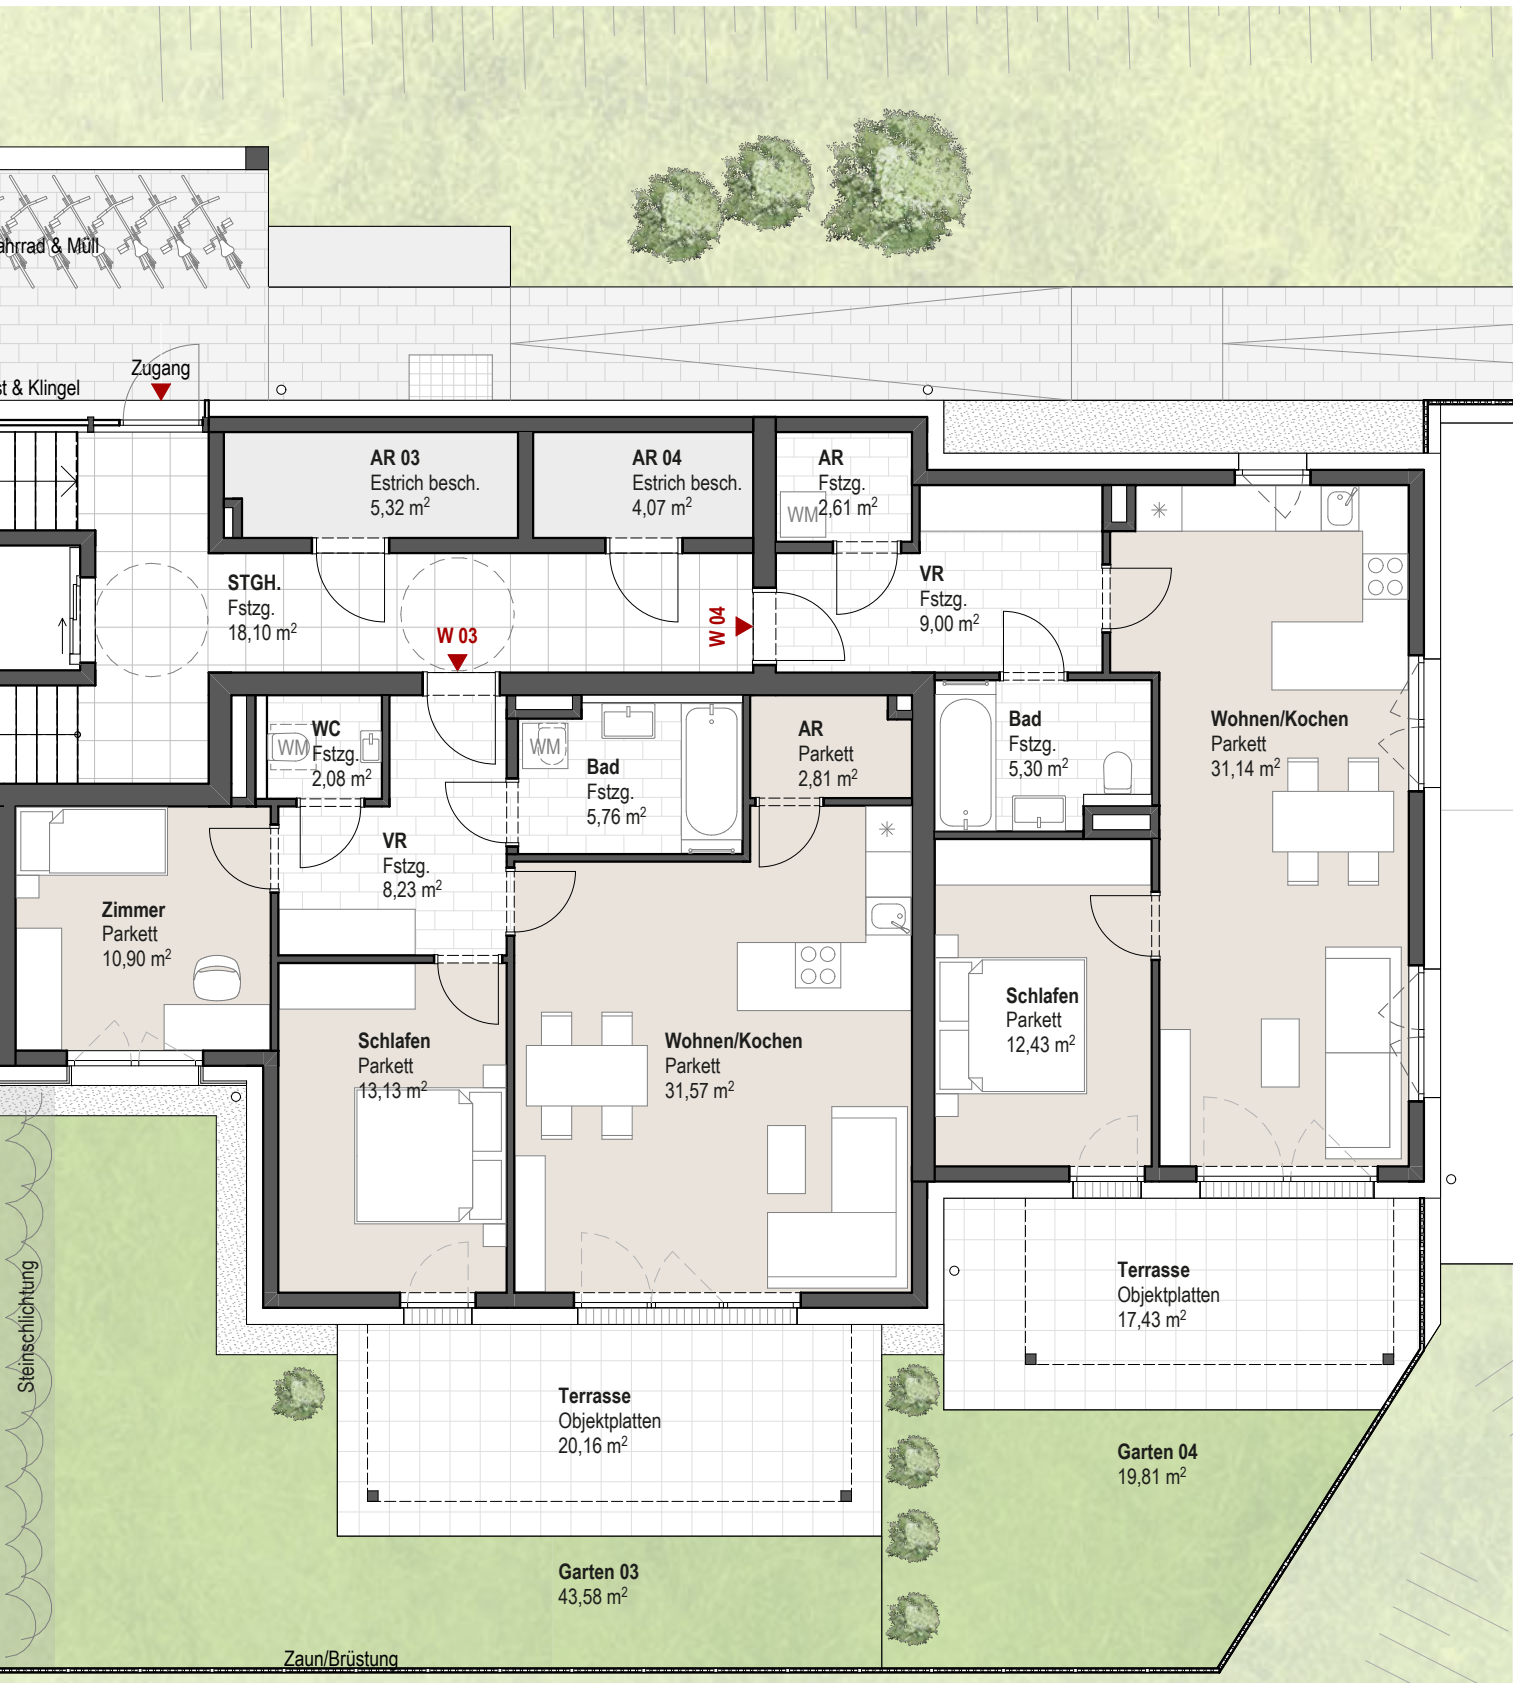 & Müll
Zugang
& Klingel
AR 03
Estrich besch.
5,32 m²
AR 04
Estrich besch.
4,07 m²
AR
Fstzg.
2,61 m²
WM
STGH.
Fstzg.
18,10 m²
W 03
W 04
VR
Fstzg.
9,00 m²
WC
Fstzg.
2,08 m²
WM
WM
Bad
Fstzg.
5,76 m²
AR
Parkett
2,81 m²
Bad
Fstzg.
5,30 m²
Wohnen/Kochen
Parkett
31,14 m²
VR
Fstzg.
8,23 m²
Zimmer
Parkett
10,90 m²
Schlafen
Parkett
13,13 m²
Wohnen/Kochen
Parkett
31,57 m²
Schlafen
Parkett
12,43 m²
Steinschlichtung
Terrasse
Objektplatten
17,43 m²
Terrasse
Objektplatten
20,16 m²
Garten 04
19,81 m²
Garten 03
43,58 m²
Zaun/Brüstung